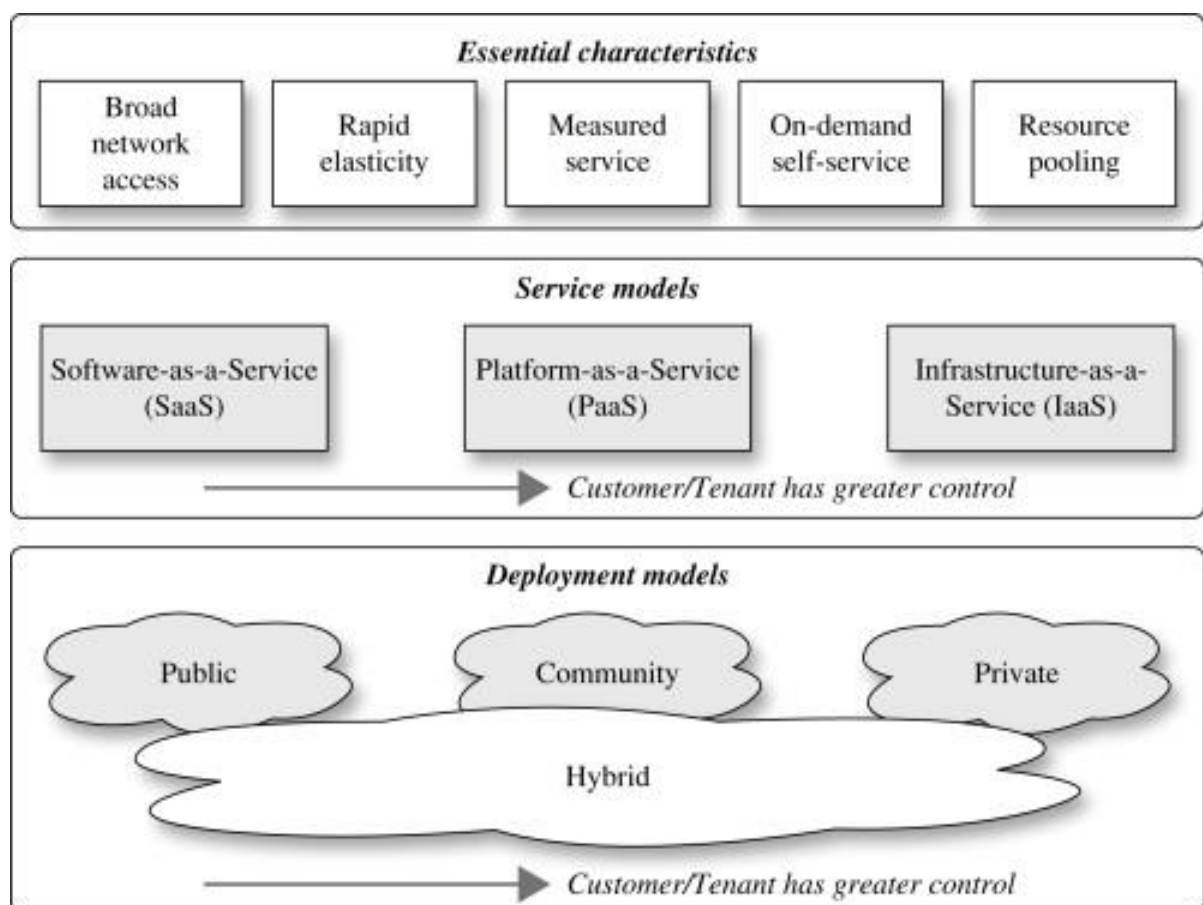 Essential characteristics
Broad
network
access
Rapid
elasticity
Measured
service
On-demand
self-service
Resource
pooling
Service models
Software-as-a-Service
(SaaS)
Platform-as-a-Service
(PaaS)
Infrastructure-as-a-
Service (IaaS)
Customer/Tenant has greater control
Deployment models
Public
Community
Private
Hybrid
Customer/Tenant has greater control